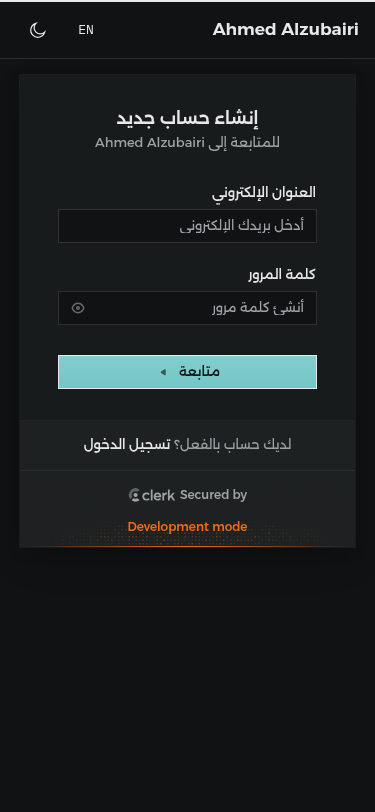 Ahmed Alzubairi
EN
إنشاء حساب جديد
للمتابعة إلى Ahmed Alzubairi
العنوان الإلكتروني
أدخل بريدك الإلكتروني
كلمة المرور
أنشئ كلمة مرور
متابعة
لديك حساب بالفعل؟ تسجيل الدخول
Secured by clerk
Development mode